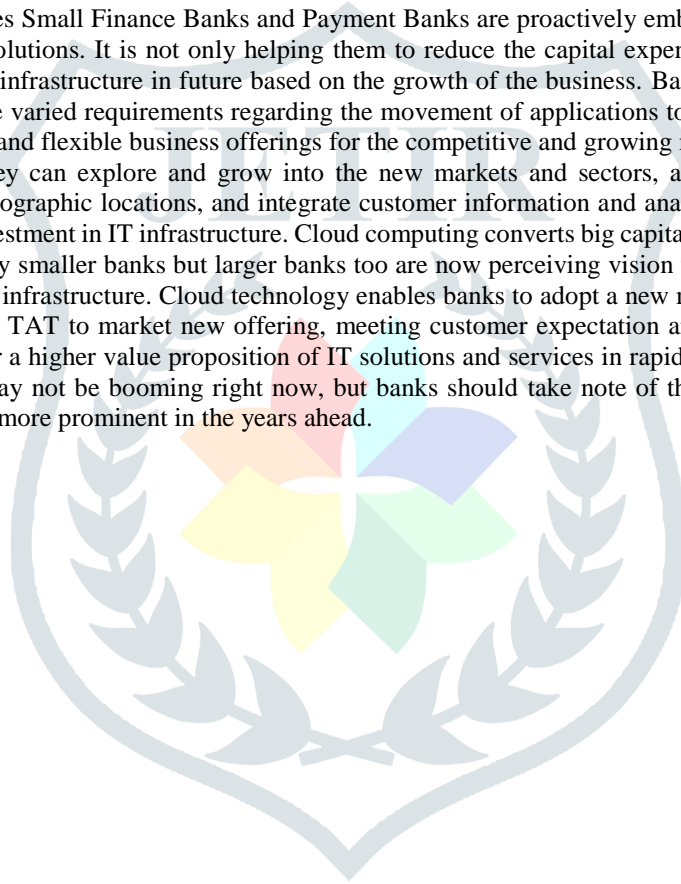 es Small Finance Banks and Payment Banks are proactively emb
olutions. It is not only helping them to reduce the capital expen
infrastructure in future based on the growth of the business. Ba
e varied requirements regarding the movement of applications to
and flexible business offerings for the competitive and growing
ey can explore and grow into the new markets and sectors, a
ographic locations, and integrate customer information and ana
estment in IT infrastructure. Cloud computing converts big capita
y smaller banks but larger banks too are now perceiving vision
infrastructure. Cloud technology enables banks to adopt a new
TAT to market new offering, meeting customer expectation a
r a higher value proposition of IT solutions and services in rapid
ay not be booming right now, but banks should take note of th
more prominent in the years ahead.
JETIR